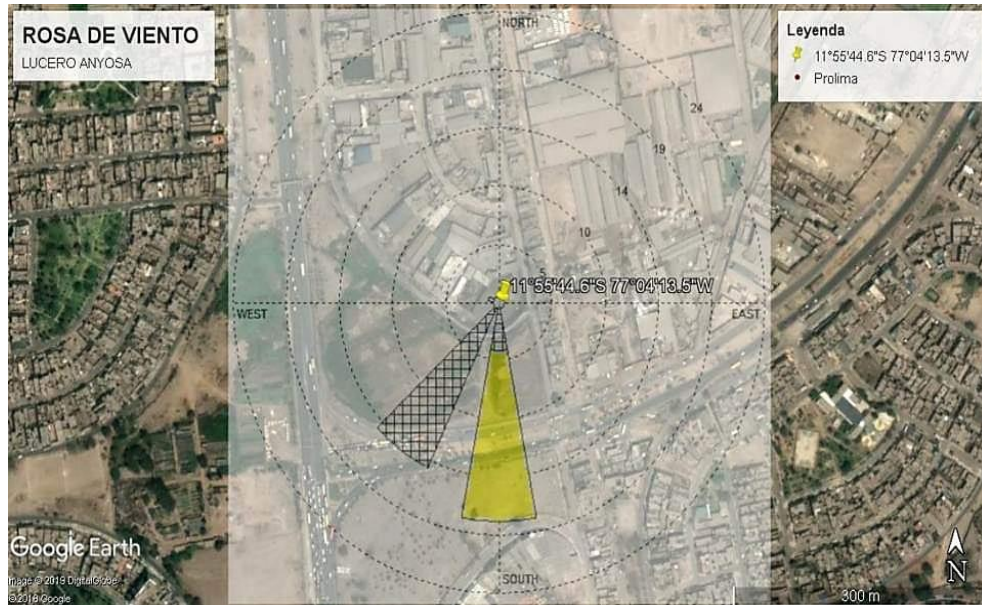 ROSA DE VIENTO
LUCERO ANYOSA
NORTH
Leyenda
11°55'44.6"S 77°04'13.5"W
Prolima
24
19
14
10
5
11°55'44.6"S 77°04'13.5"W
WEST
EAST
SOUTH
Google Earth
Image © 2019 DigitalGlobe
© 2018 Google
N
300 m